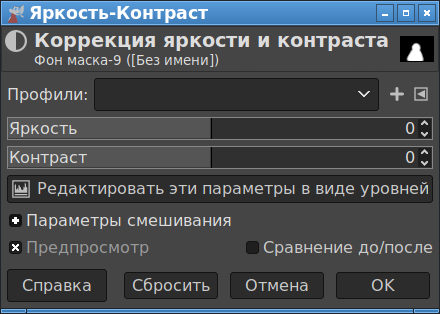 Яркость-Контраст
Коррекция яркости и контраста
Фон маска-9 ([Без имени])
Профили:
Яркость 0
Контраст 0
Редактировать эти параметры в виде уровней
Параметры смешивания
Предпросмотр Сравнение до/после
Справка Сбросить Отмена OK